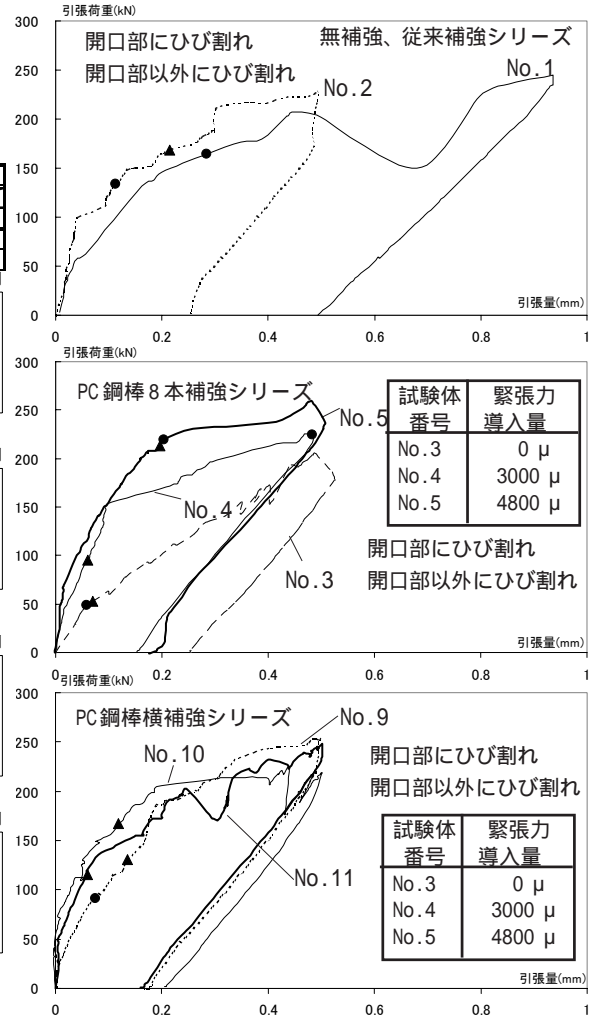 引張荷重(kN)
300
250
200
150
100
50
0
開口部にひび割れ
開口部以外にひび割れ
無補強、従来補強シリーズ
No.1
No.2
引張量(mm)
0 0.2 0.4 0.6 0.8 1
引張荷重(kN)
300
250
200
150
100
50
0
PC鋼棒8本補強シリーズ
No.5
No.4
No.3
試験体番号 緊張力導入量
No.3 0 μ
No.4 3000 μ
No.5 4800 μ
開口部にひび割れ
開口部以外にひび割れ
引張量(mm)
0 0.2 0.4 0.6 0.8 1
引張荷重(kN)
300
250
200
150
100
50
0
PC鋼棒横補強シリーズ
No.9
No.10
No.11
開口部にひび割れ
開口部以外にひび割れ
試験体番号 緊張力導入量
No.3 0 μ
No.4 3000 μ
No.5 4800 μ
引張量(mm)
0 0.2 0.4 0.6 0.8 1